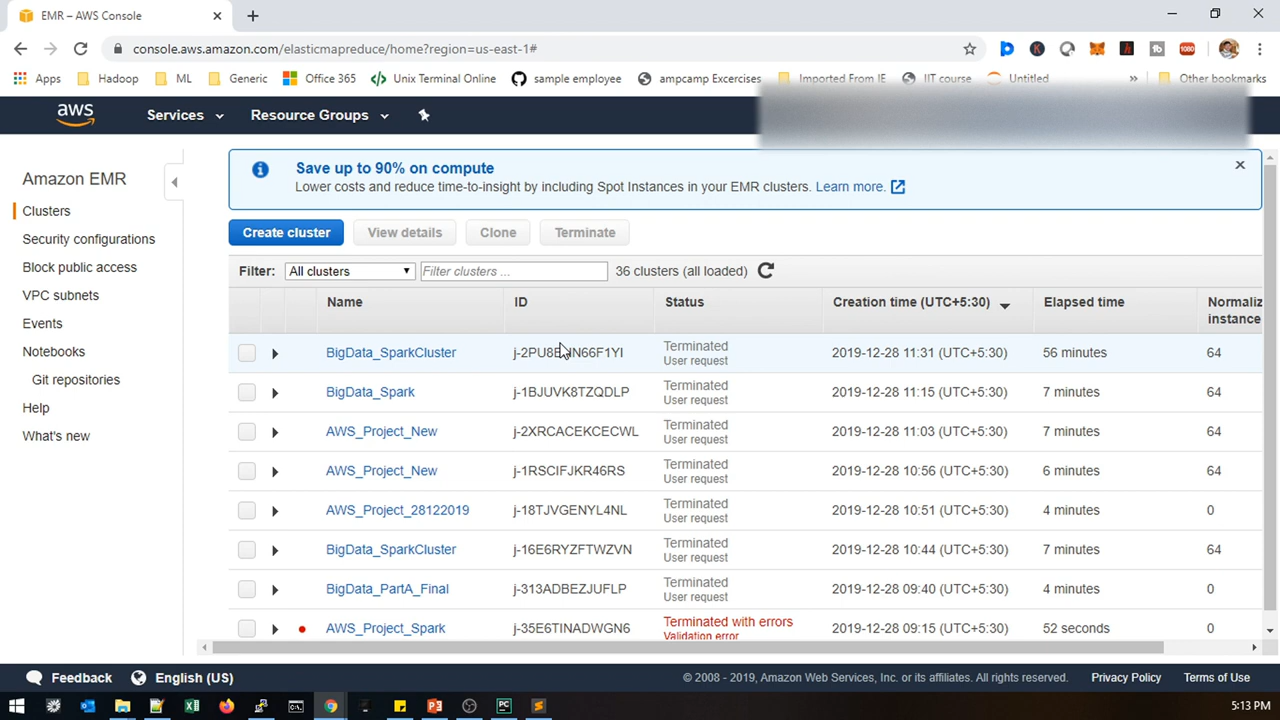 EMR – AWS Console
console.aws.amazon.com/elasticmapreduce/home?region=us-east-1#
Apps Hadoop ML Generic Office 365 Unix Terminal Online sample employee ampcamp Excercises Imported From IE IIT course Untitled » Other bookmarks
aws Services Resource Groups
Amazon EMR
Clusters
Security configurations
Block public access
VPC subnets
Events
Notebooks
Git repositories
Help
What's new
Save up to 90% on compute
Lower costs and reduce time-to-insight by including Spot Instances in your EMR clusters. Learn more.
Create cluster View details Clone Terminate
Filter: All clusters Filter clusters ... 36 clusters (all loaded)
Name ID Status Creation time (UTC+5:30) Elapsed time Normaliz
instance
BigData_SparkCluster Terminated 2019-12-28 11:31 (UTC+5:30) 56 minutes 64
User request
BigData_Spark j-1BJUVK8TZQDLP Terminated 2019-12-28 11:15 (UTC+5:30) 7 minutes 64
User request
AWS_Project_New j-2XRCACEKCECWL Terminated 2019-12-28 11:03 (UTC+5:30) 7 minutes 64
User request
AWS_Project_New j-1RSCIFJKR46RS Terminated 2019-12-28 10:56 (UTC+5:30) 6 minutes 64
User request
AWS_Project_28122019 j-18TJVGENYL4NL Terminated 2019-12-28 10:51 (UTC+5:30) 4 minutes 0
User request
BigData_SparkCluster j-16E6RYZFTWZVN Terminated 2019-12-28 10:44 (UTC+5:30) 7 minutes 64
User request
BigData_PartA_Final j-313ADBEZJUFLP Terminated 2019-12-28 09:40 (UTC+5:30) 4 minutes 0
User request
AWS_Project_Spark j-35E6TINADWGN6 Terminated with errors 2019-12-28 09:15 (UTC+5:30) 52 seconds 0
Validation error
Feedback English (US) © 2008 - 2019, Amazon Web Services, Inc. or its affiliates. All rights reserved. Privacy Policy Terms of Use
5:13 PM